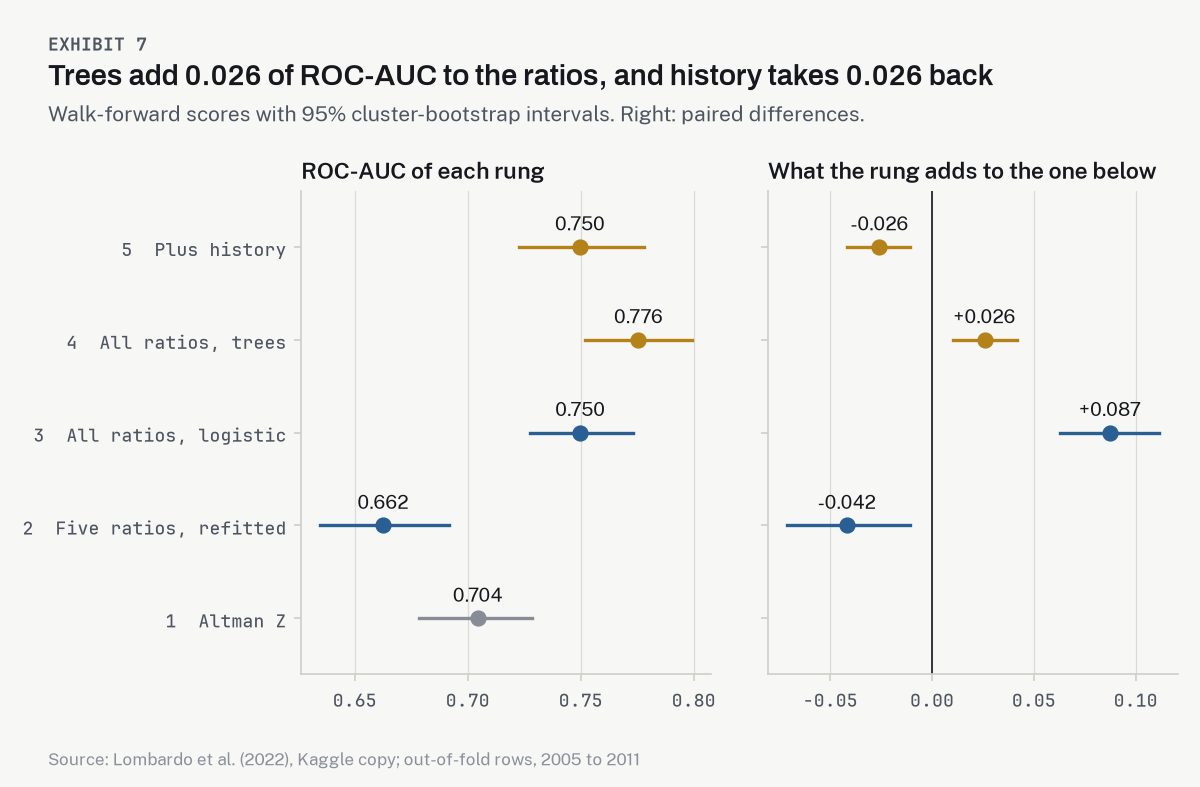 EXHIBIT 7
Trees add 0.026 of ROC-AUC to the ratios, and history takes 0.026 back
Walk-forward scores with 95% cluster-bootstrap intervals. Right: paired differences.
ROC-AUC of each rung
What the rung adds to the one below
5 Plus history
0.750
-0.026
4 All ratios, trees
0.776
+0.026
3 All ratios, logistic
0.750
+0.087
2 Five ratios, refitted
0.662
-0.042
1 Altman Z
0.704
0.65 0.70 0.75 0.80
-0.05 0.00 0.05 0.10
Source: Lombardo et al. (2022), Kaggle copy; out-of-fold rows, 2005 to 2011